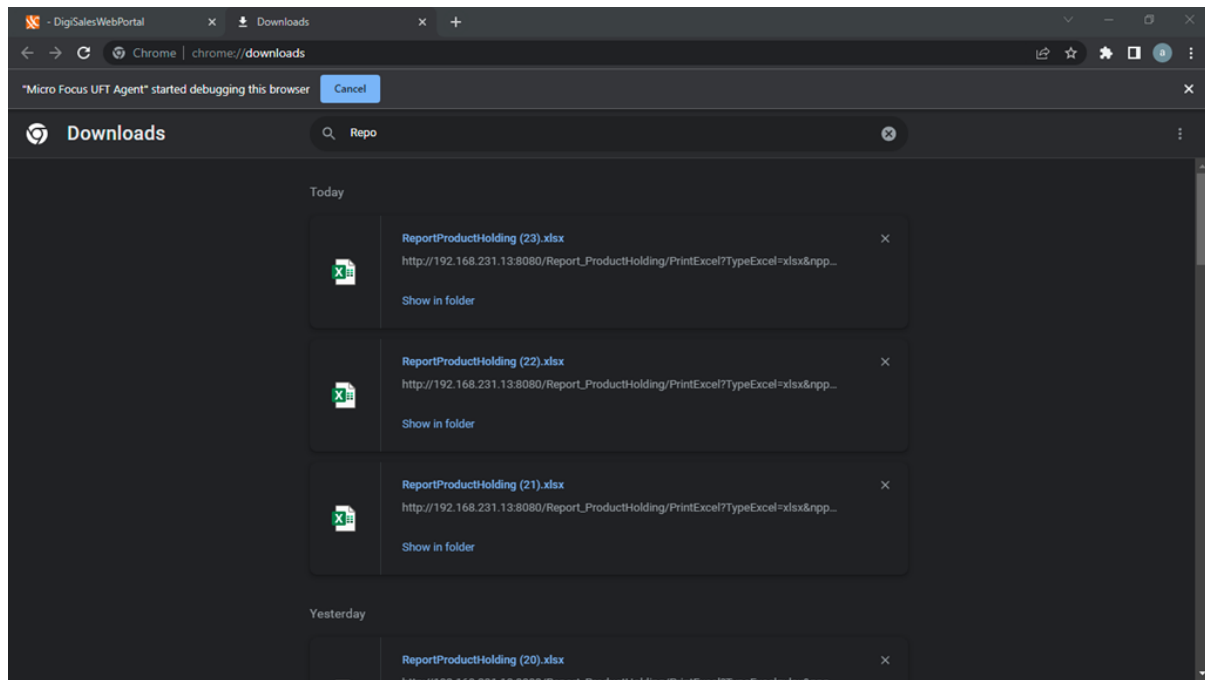 - DigiSalesWebPortal
Downloads
Chrome | chrome://downloads
a
"Micro Focus UFT Agent" started debugging this browser
Cancel
Downloads
Repo
Today
ReportProductHolding (23).xlsx
http://192.168.231.13:8080/Report_ProductHolding/PrintExcel?TypeExcel=xlsx&npp...
Show in folder
ReportProductHolding (22).xlsx
http://192.168.231.13:8080/Report_ProductHolding/PrintExcel?TypeExcel=xlsx&npp...
Show in folder
ReportProductHolding (21).xlsx
http://192.168.231.13:8080/Report_ProductHolding/PrintExcel?TypeExcel=xlsx&npp...
Show in folder
Yesterday
ReportProductHolding (20).xlsx